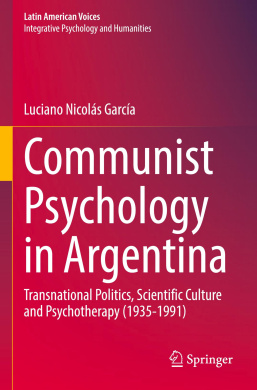 Latin American Voices
Integrative Psychology and Humanities
Luciano Nicolás García
Communist
Psychology
in Argentina
Transnational Politics, Scientific Culture
and Psychotherapy (1935-1991)
Springer